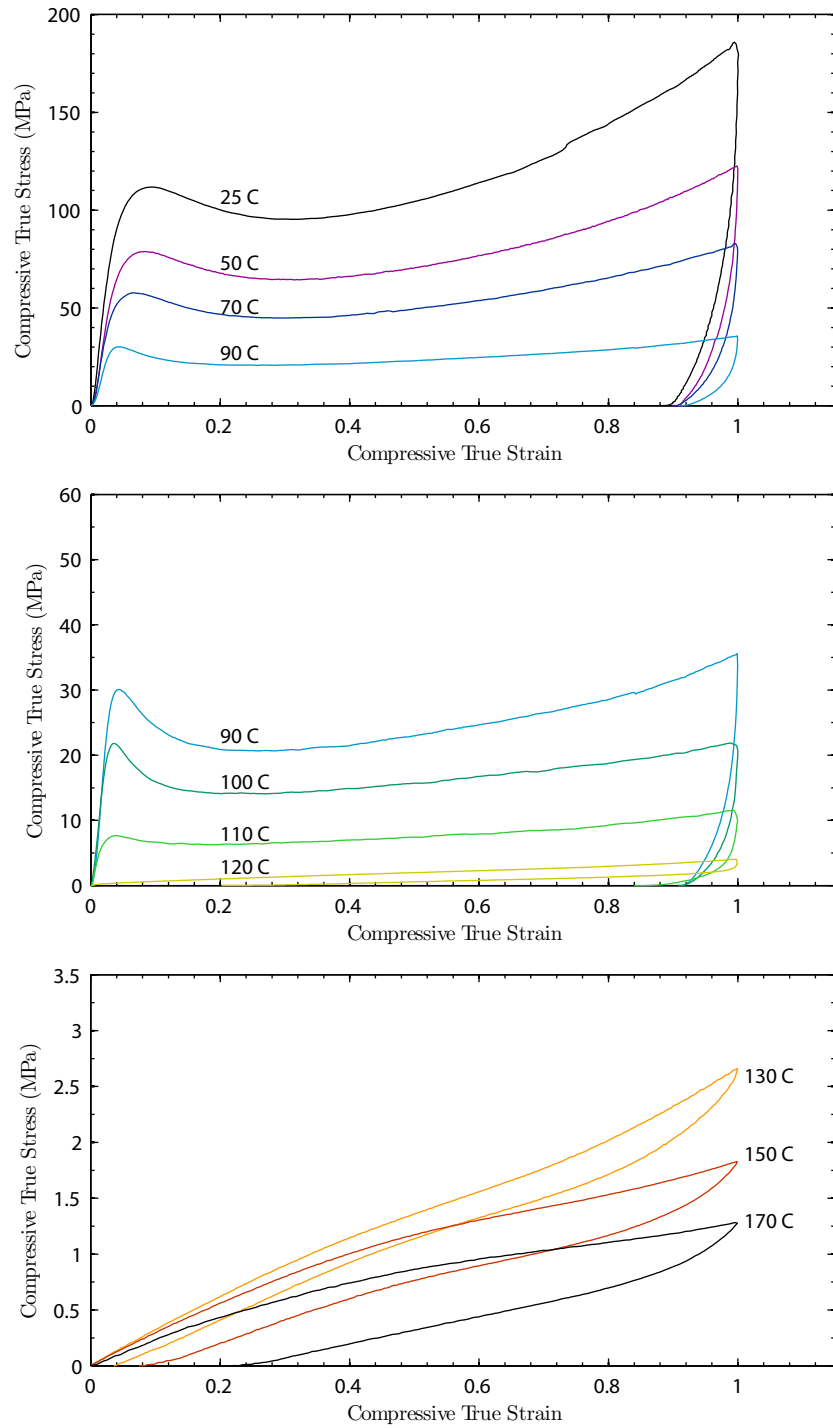 200
150
100
50
0
Compressive True Stress (MPa)
25 C
50 C
70 C
90 C
0 0.2 0.4 0.6 0.8 1
Compressive True Strain
60
50
40
30
20
10
0
Compressive True Stress (MPa)
90 C
100 C
110 C
120 C
0 0.2 0.4 0.6 0.8 1
Compressive True Strain
3.5
3
2.5
2
1.5
1
0.5
0
Compressive True Stress (MPa)
130 C
150 C
170 C
0 0.2 0.4 0.6 0.8 1
Compressive True Strain